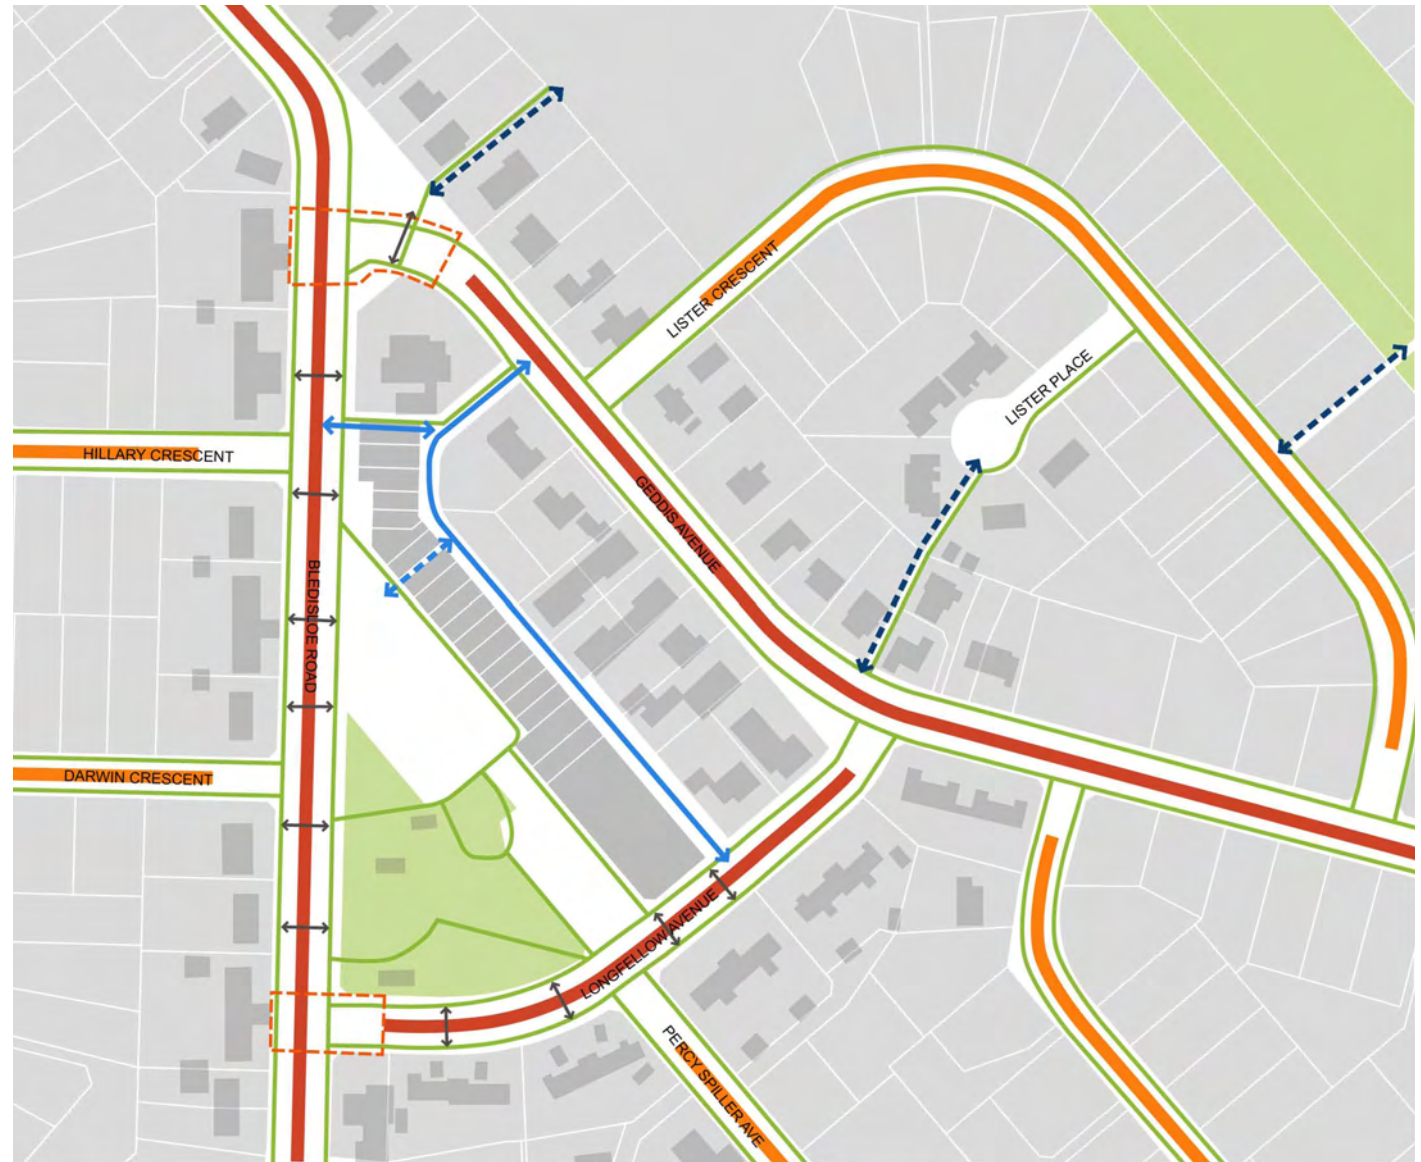 LISTER CRESCENT
LISTER PLACE
HILLARY CRESCENT
GEDDIS AVENUE
BLEDISLOE ROAD
DARWIN CRESCENT
LONGFELLOW AVENUE
PERCY SPILLER AVE